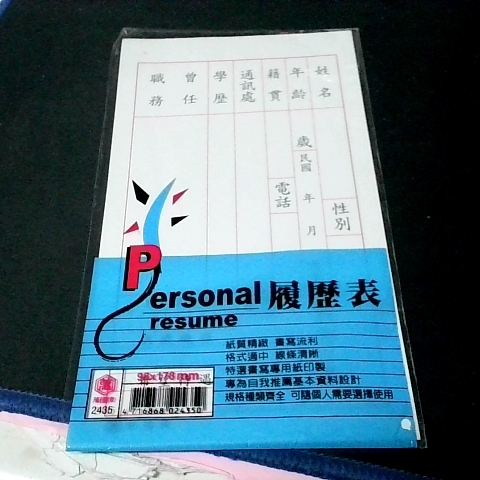 姓名
年齡
歲
民國 年 月
籍貫
電話
性別
通訊處
學歷
曾任
職務
Personal 履歷表
resume
紙質精緻 書寫流利
格式適中 線條清晰
特選書寫專用紙印製
專為自我推薦基本資料設計
規格種類齊全 可隨個人需要選擇使用
2435
4 716868 024350